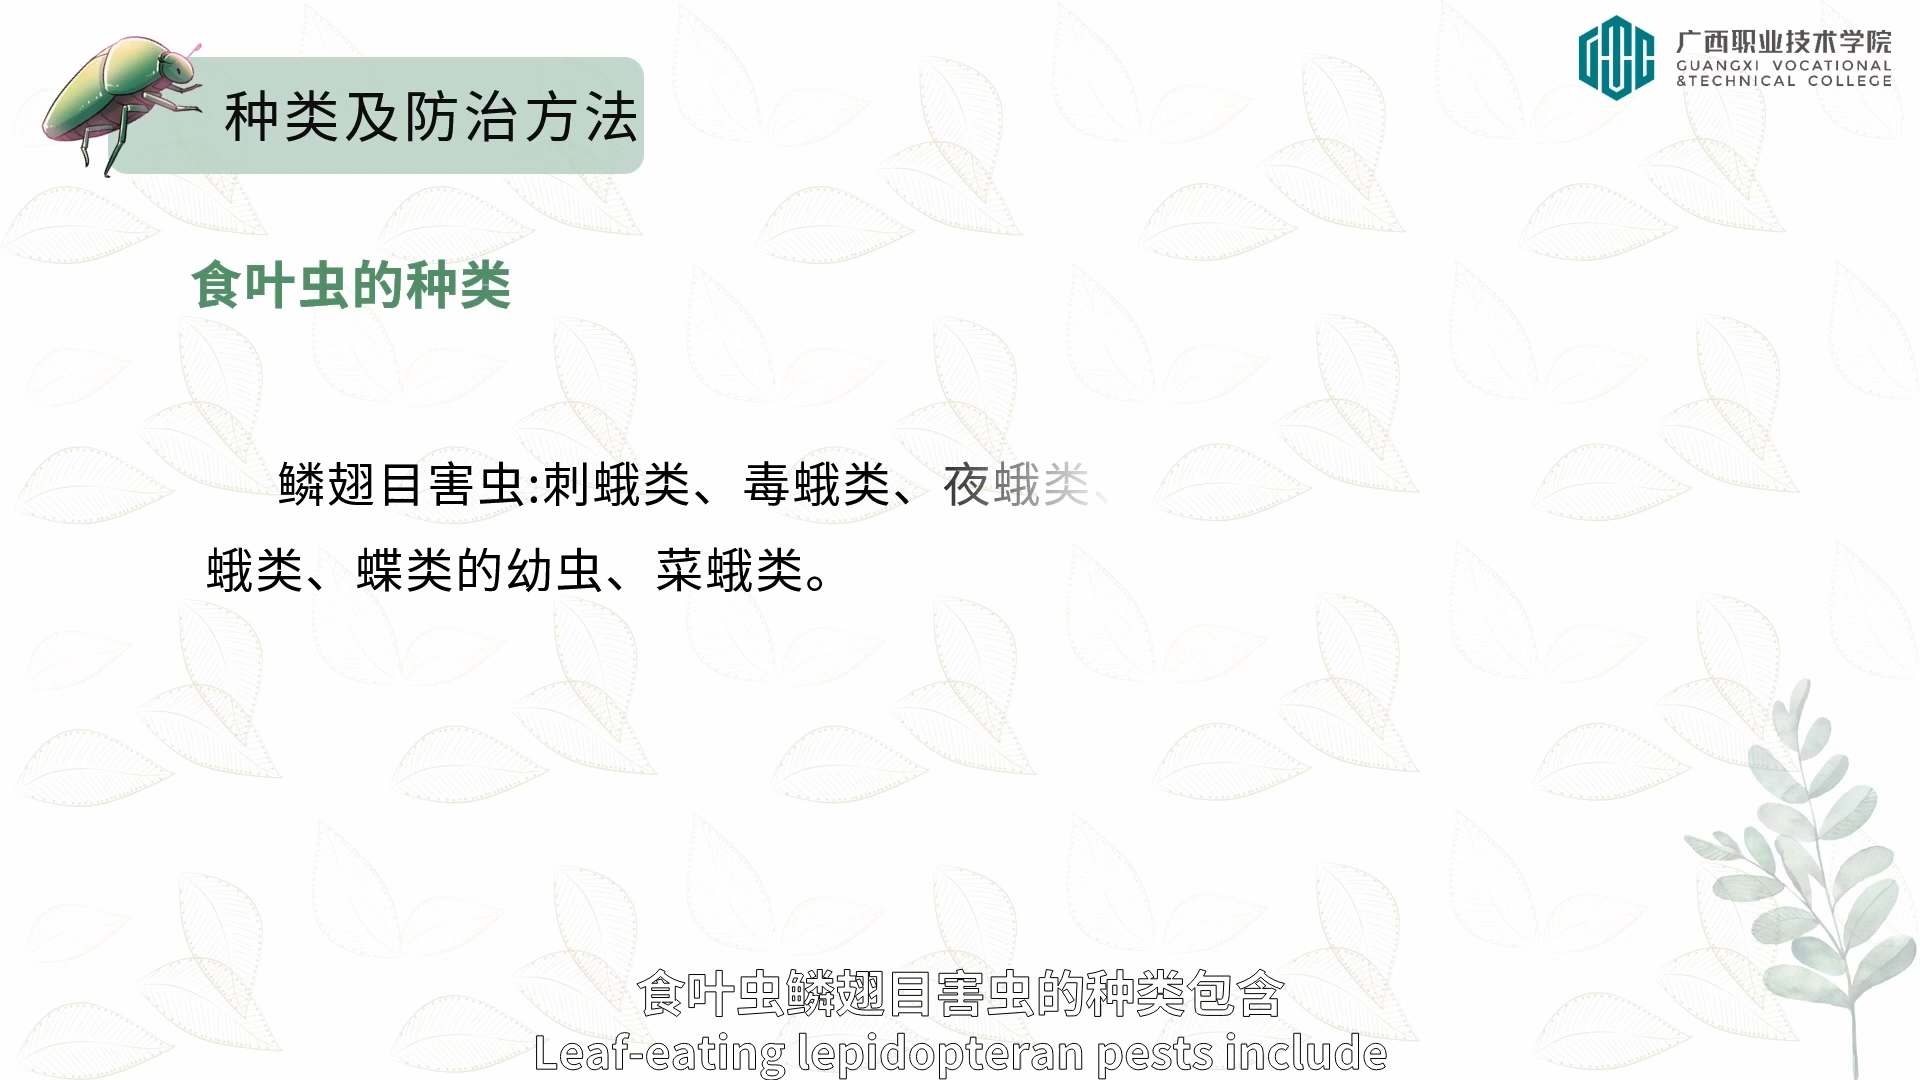 广西职业技术学院
GUANGXI VOCATIONAL
&TECHNICAL COLLEGE
种类及防治方法
食叶虫的种类
鳞翅目害虫:刺蛾类、毒蛾类、夜蛾类、
蛾类、蝶类的幼虫、菜蛾类。
食叶虫鳞翅目害虫的种类包含
Leaf-eating lepidopteran pests include